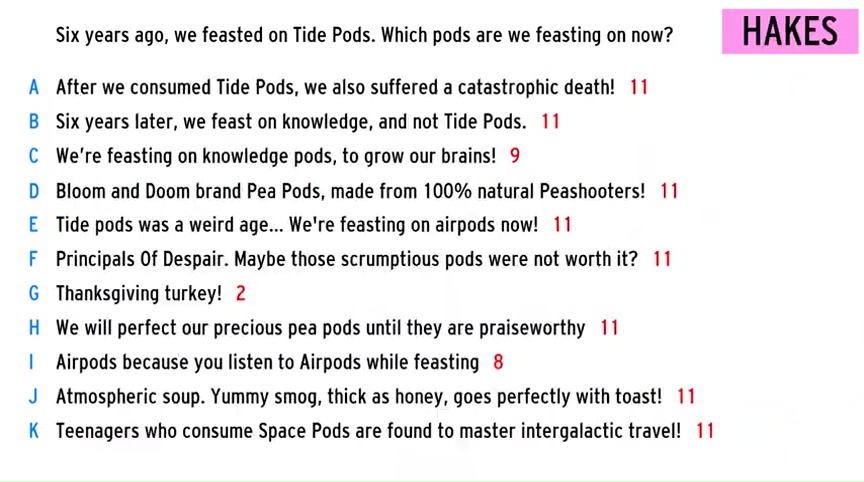 Six years ago, we feasted on Tide Pods. Which pods are we feasting on now?
HAKES
A After we consumed Tide Pods, we also suffered a catastrophic death! 11
B Six years later, we feast on knowledge, and not Tide Pods. 11
C We're feasting on knowledge pods, to grow our brains! 9
D Bloom and Doom brand Pea Pods, made from 100% natural Peashooters! 11
E Tide pods was a weird age... We're feasting on airpods now! 11
F Principals Of Despair. Maybe those scrumptious pods were not worth it? 11
G Thanksgiving turkey! 2
H We will perfect our precious pea pods until they are praiseworthy 11
I Airpods because you listen to Airpods while feasting 8
J Atmospheric soup. Yummy smog, thick as honey, goes perfectly with toast! 11
K Teenagers who consume Space Pods are found to master intergalactic travel! 11